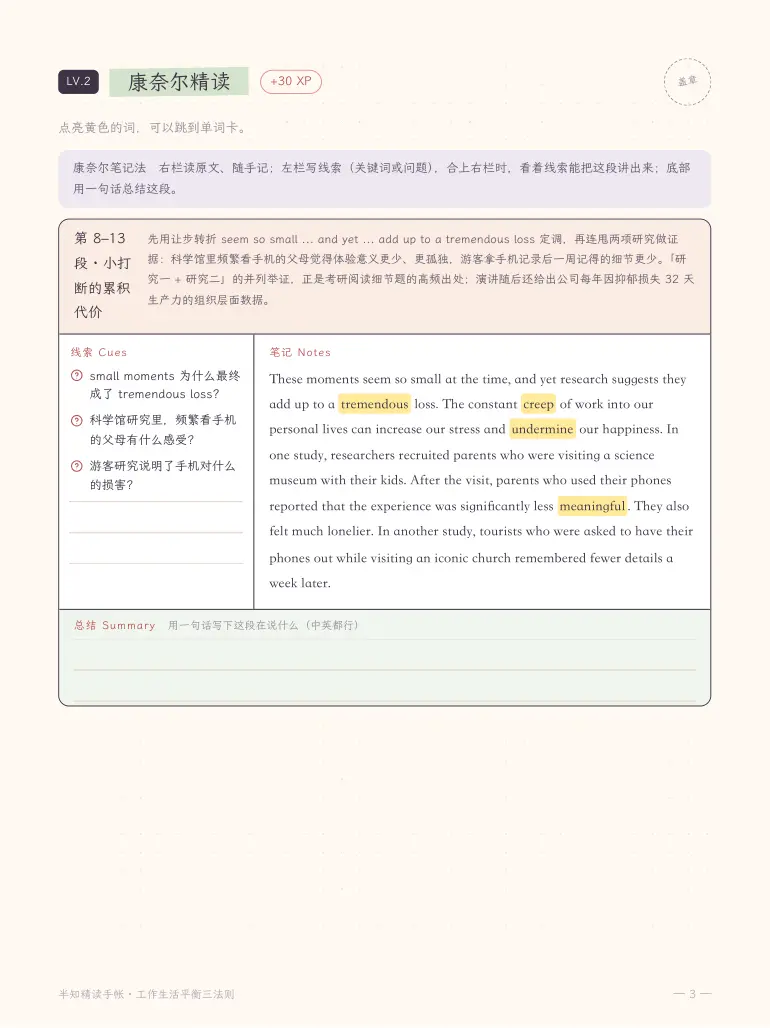 LV.2 康奈尔精读 +30 XP 盖章
点亮黄色的词，可以跳到单词卡。
康奈尔笔记法 右栏读原文、随手记；左栏写线索（关键词或问题），合上右栏时，看着线索能把这段讲出来；底部
用一句话总结这段。
第 8–13
段·小打
断的累积
代价
先用让步转折 seem so small … and yet … add up to a tremendous loss 定调，再连甩两项研究做证
据：科学馆里频繁看手机的父母觉得体验意义更少、更孤独，游客拿手机记录后一周记得的细节更少。「研
究一 + 研究二」的并列举证，正是考研阅读细节题的高频出处；演讲随后还给出公司每年因抑郁损失 32 天
生产力的组织层面数据。
线索 Cues
small moments 为什么最终
成了 tremendous loss?
科学馆研究里，频繁看手机
的父母有什么感受？
游客研究说明了手机对什么
的损害？
笔记 Notes
These moments seem so small at the time, and yet research suggests they
add up to a tremendous loss. The constant creep of work into our
personal lives can increase our stress and undermine our happiness. In
one study, researchers recruited parents who were visiting a science
museum with their kids. After the visit, parents who used their phones
reported that the experience was significantly less meaningful. They also
felt much lonelier. In another study, tourists who were asked to have their
phones out while visiting an iconic church remembered fewer details a
week later.
总结 Summary 用一句话写下这段在说什么（中英都行）
半知精读手帐·工作生活平衡三法则
— 3 —